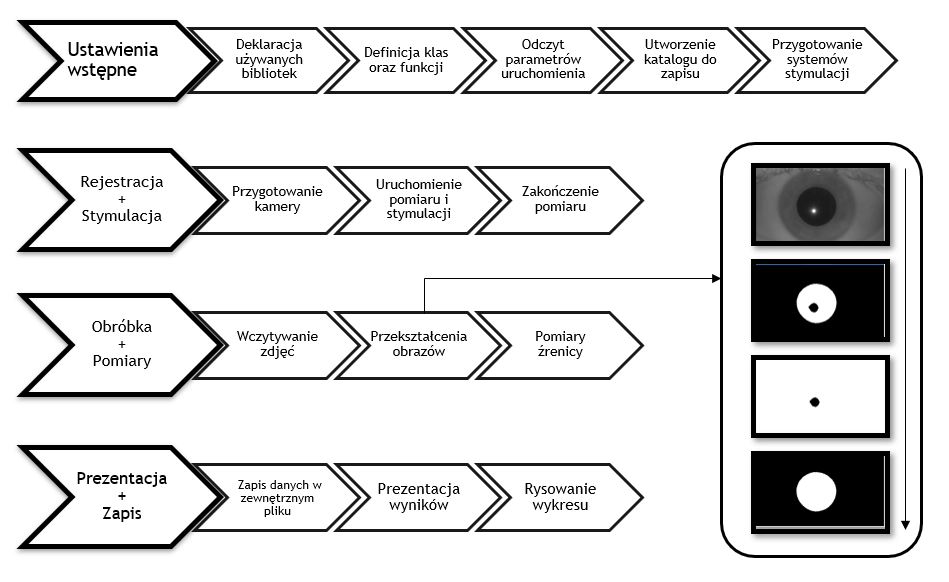 Ustawienia
wstępne
Deklaracja
używanych
bibliotek
Definicja klas
oraz funkcji
Odczyt
parametrów
uruchomienia
Utworzenie
katalogu do
zapisu
Przygotowanie
systemów
stymulacji
Rejestracja
+
Stymulacja
Przygotowanie
kamery
Uruchomienie
pomiaru i
stymulacji
Zakończenie
pomiaru
Obróbka
+
Pomiary
Wczytywanie
zdjęć
Przekształcenia
obrazów
Pomiary
źrenicy
Prezentacja
+
Zapis
Zapis danych w
zewnętrznym
pliku
Prezentacja
wyników
Rysowanie
wykresu